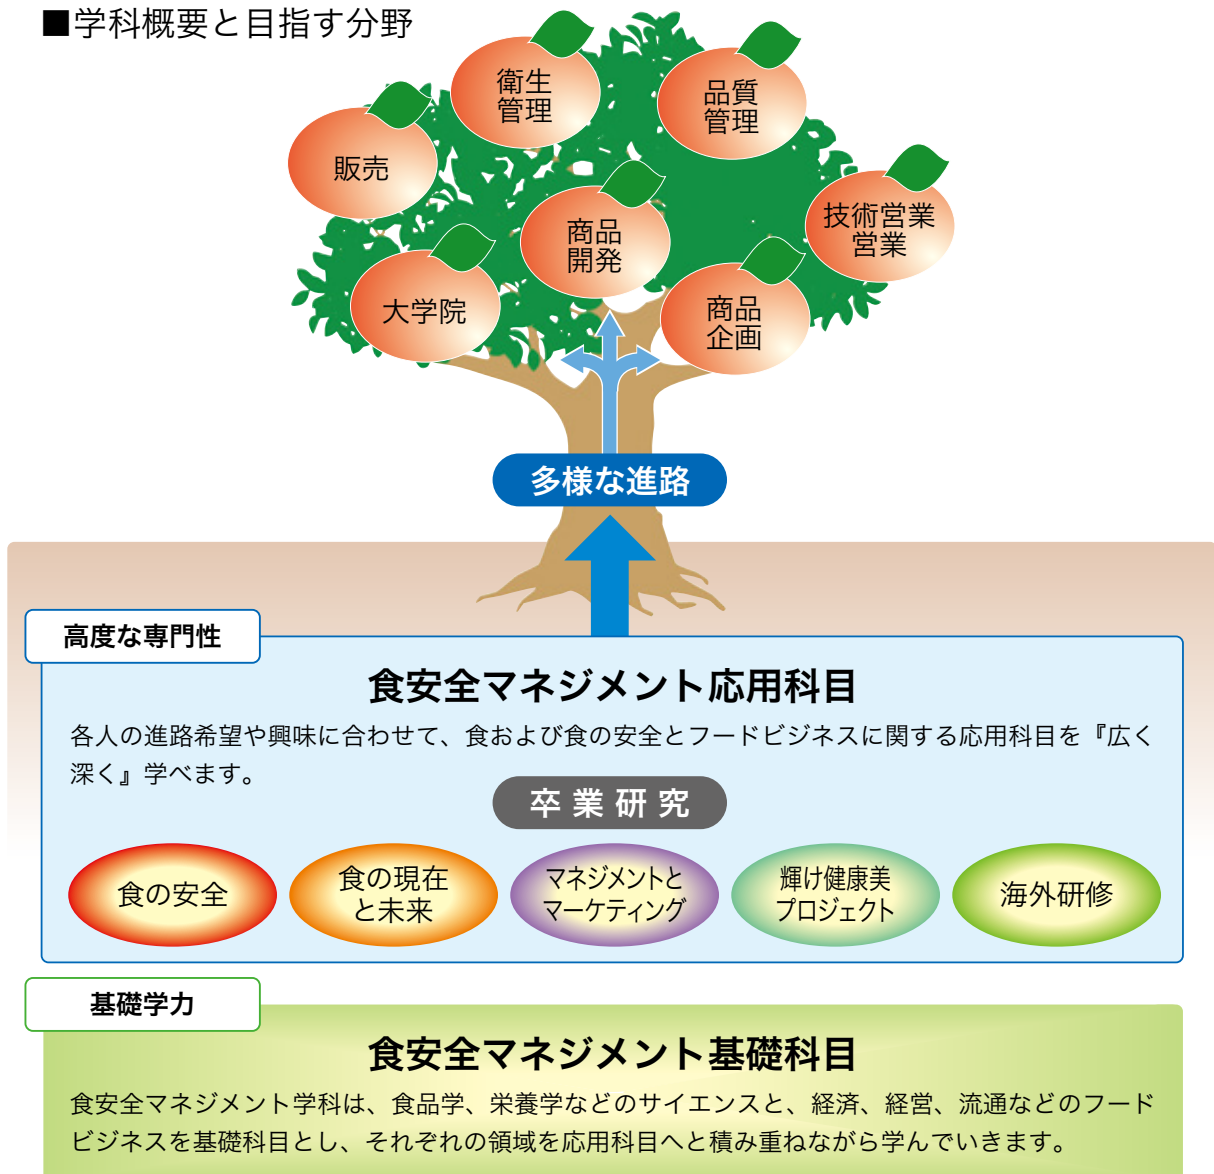 ■学科概要と目指す分野
衛生
管理
品質
管理
販売
技術営業
営業
商品
開発
大学院
商品
企画
多様な進路
高度な専門性
食安全マネジメント応用科目
各人の進路希望や興味に合わせて、食および食の安全とフードビジネスに関する応用科目を『広く
深く』学べます。
卒業研究
食の安全
食の現在
と未来
マネジメントと
マーケティング
輝け健康美
プロジェクト
海外研修
基礎学力
食安全マネジメント基礎科目
食安全マネジメント学科は、食品学、栄養学などのサイエンスと、経済、経営、流通などのフード
ビジネスを基礎科目とし、それぞれの領域を応用科目へと積み重ねながら学んでいきます。